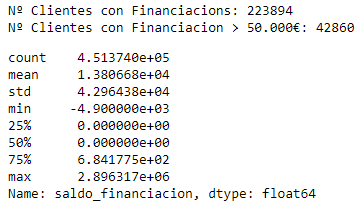 Nº Clientes con Financiacions: 223894
Nº Clientes con Financiacion > 50.000€: 42860
count 4.513740e+05
mean 1.380668e+04
std 4.296438e+04
min -4.900000e+03
25% 0.000000e+00
50% 0.000000e+00
75% 6.841775e+02
max 2.896317e+06
Name: saldo_financiacion, dtype: float64